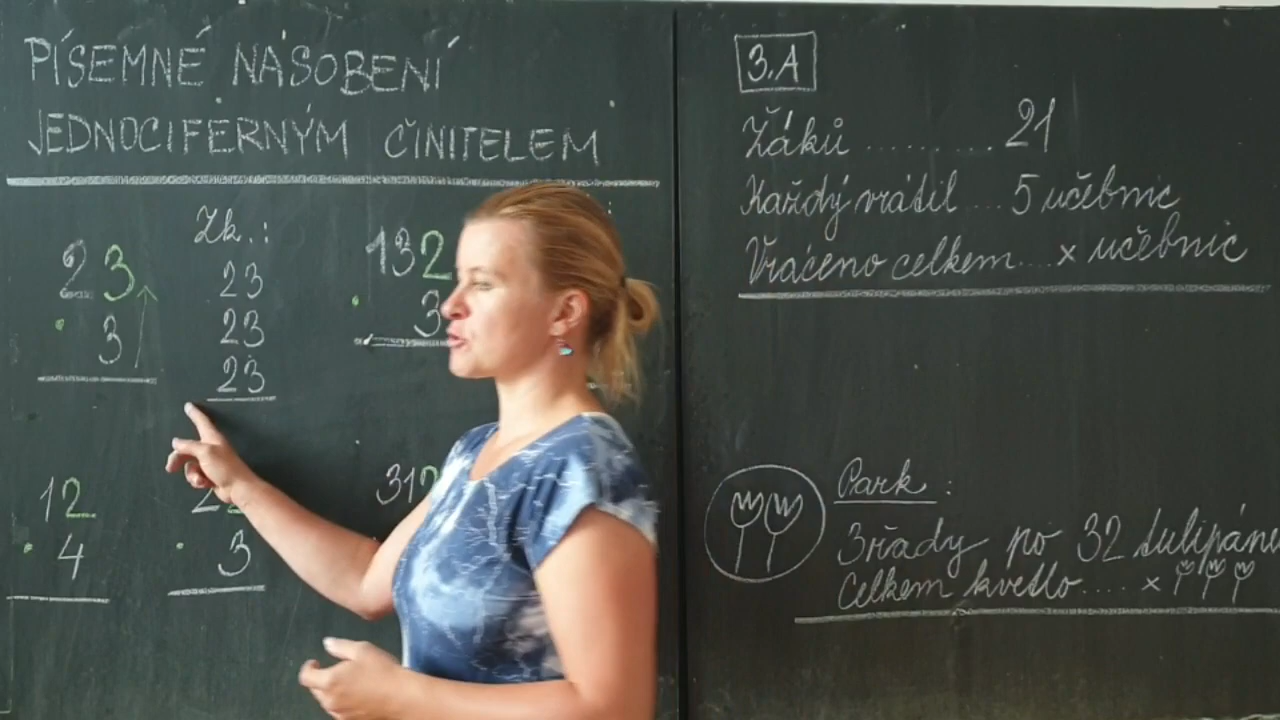 PÍSEMNÉ NÁSOBENÍ
JEDNOCIFERNÝM ČINITELEM
23
· 3
Zk.:
23
23
23
132
· 3
12
· 4
· 3
312
3.A
Žáků ........... 21
Každý vrátil .... 5 učebnic
Vráceno celkem .... x učebnic
Park :
3 řady po 32 tulipáne
Celkem kvetlo ..... x